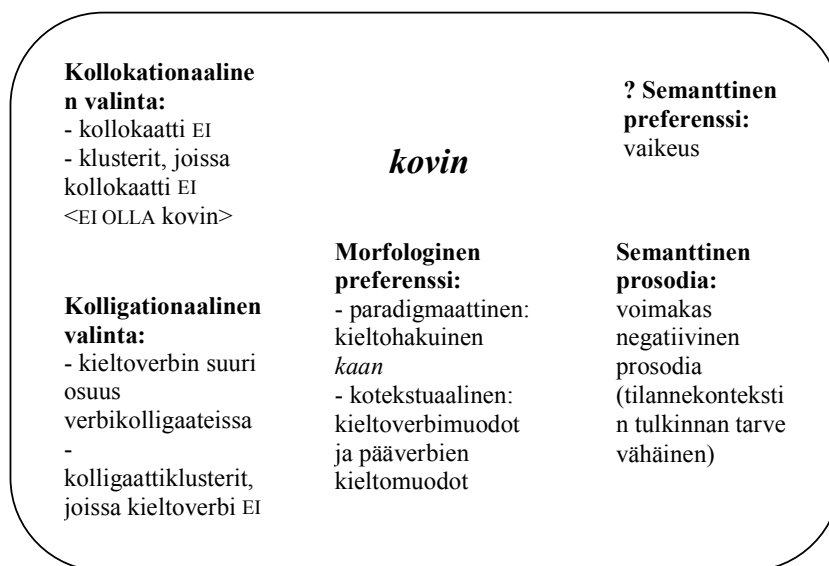 Kollokationaaline
n valinta:
- kollokaatti EI
- klusterit, joissa
kollokaatti EI
<EI OLLA kovin>
kovin
? Semanttinen
preferenssi:
vaikeus
Kolligationaalinen
valinta:
- kieltoverbin suuri
osuus
verbikolligaateissa
-
kolligaattiklusterit,
joissa kieltoverbi EI
Morfologinen
preferenssi:
- paradigmaattinen:
kieltohakuinen
kaan
- kotekstuaalinen:
kieltoverbimuodot
ja pääverbien
kieltomuodot
Semanttinen
prosodia:
voimakas
negatiivinen
prosodia
(tilannekonteksti
n tulkinnan tarve
vähäinen)